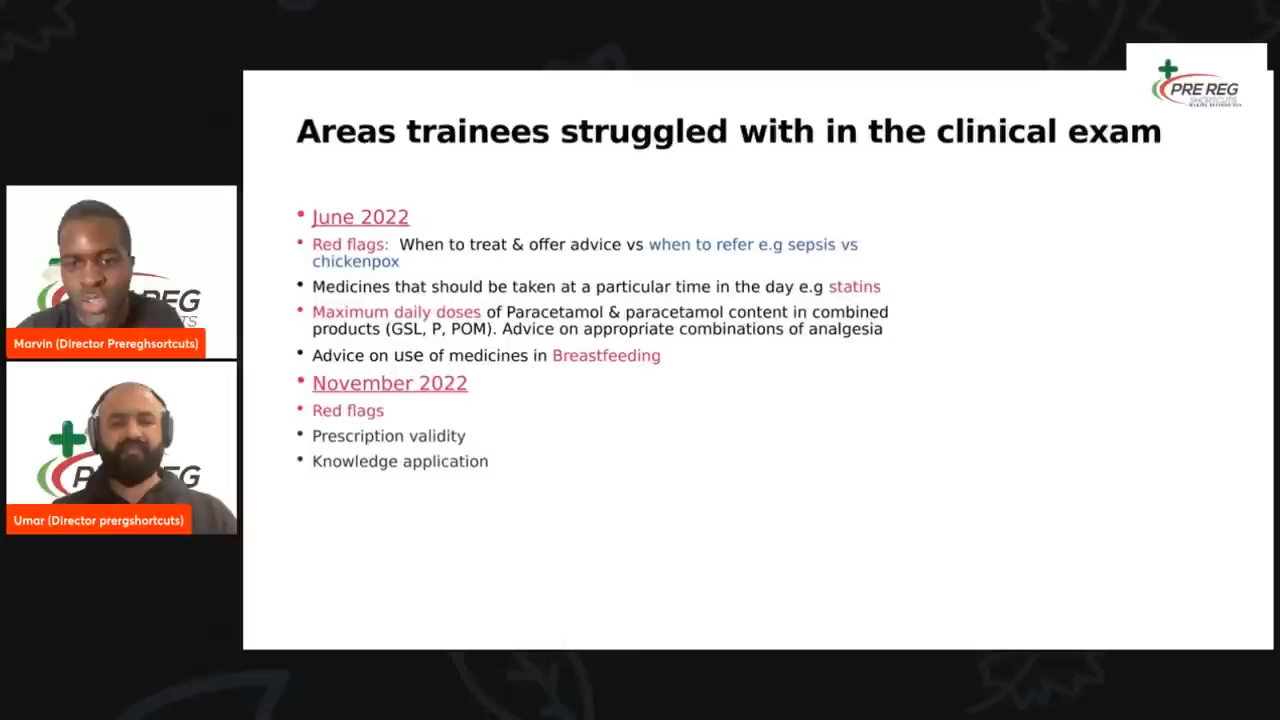 PRE REG
SHORTCUTS
Areas trainees struggled with in the clinical exam
• June 2022
• Red flags: When to treat & offer advice vs when to refer e.g sepsis vs
chickenpox
• Medicines that should be taken at a particular time in the day e.g statins
• Maximum daily doses of Paracetamol & paracetamol content in combined
products (GSL, P, POM). Advice on appropriate combinations of analgesia
• Advice on use of medicines in Breastfeeding
• November 2022
• Red flags
• Prescription validity
• Knowledge application
REG
TS
Marvin (Director Prereghsortcuts)
REG
Umar (Director prergshortcuts)